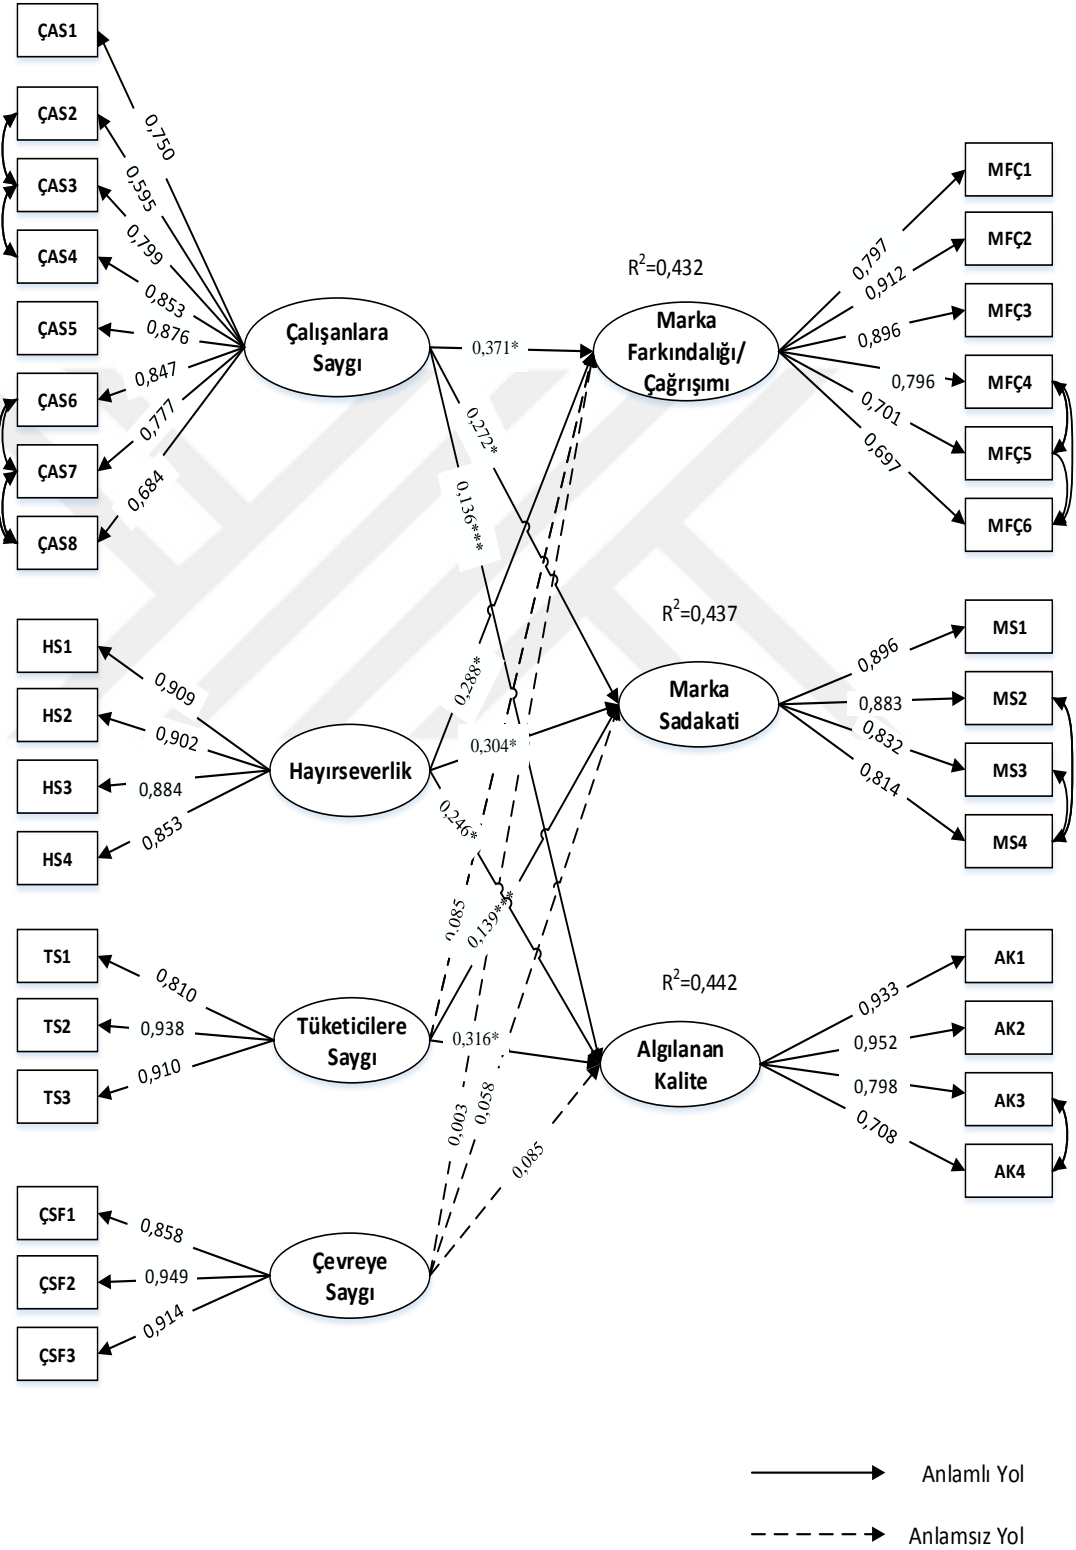 ÇAS1
ÇAS2
ÇAS3
ÇAS4
ÇAS5
ÇAS6
ÇAS7
ÇAS8
0,750
0,595
0,799
0,853
0,876
0,847
0,777
0,684
HS1
HS2
HS3
HS4
0,909
0,902
0,884
0,853
TS1
TS2
TS3
0,810
0,938
0,910
ÇSF1
ÇSF2
ÇSF3
0,858
0,949
0,914
Çalışanlara
Saygı
Hayırseverlik
Tüketicilere
Saygı
Çevreye
Saygı
0,371*
0,272*
0,136***
0,288*
0,304*
0,246*
0,085
0,139***
0,316*
0,003
0,058
0,085
R²=0,432
Marka
Farkındalığı/
Çağrışımı
R²=0,437
Marka
Sadakati
R²=0,442
Algılanan
Kalite
0,797
0,912
0,896
0,796
0,701
0,697
MFÇ1
MFÇ2
MFÇ3
MFÇ4
MFÇ5
MFÇ6
0,896
0,883
0,832
0,814
MS1
MS2
MS3
MS4
0,933
0,952
0,798
0,708
AK1
AK2
AK3
AK4
Anlamlı Yol
Anlamsız Yol